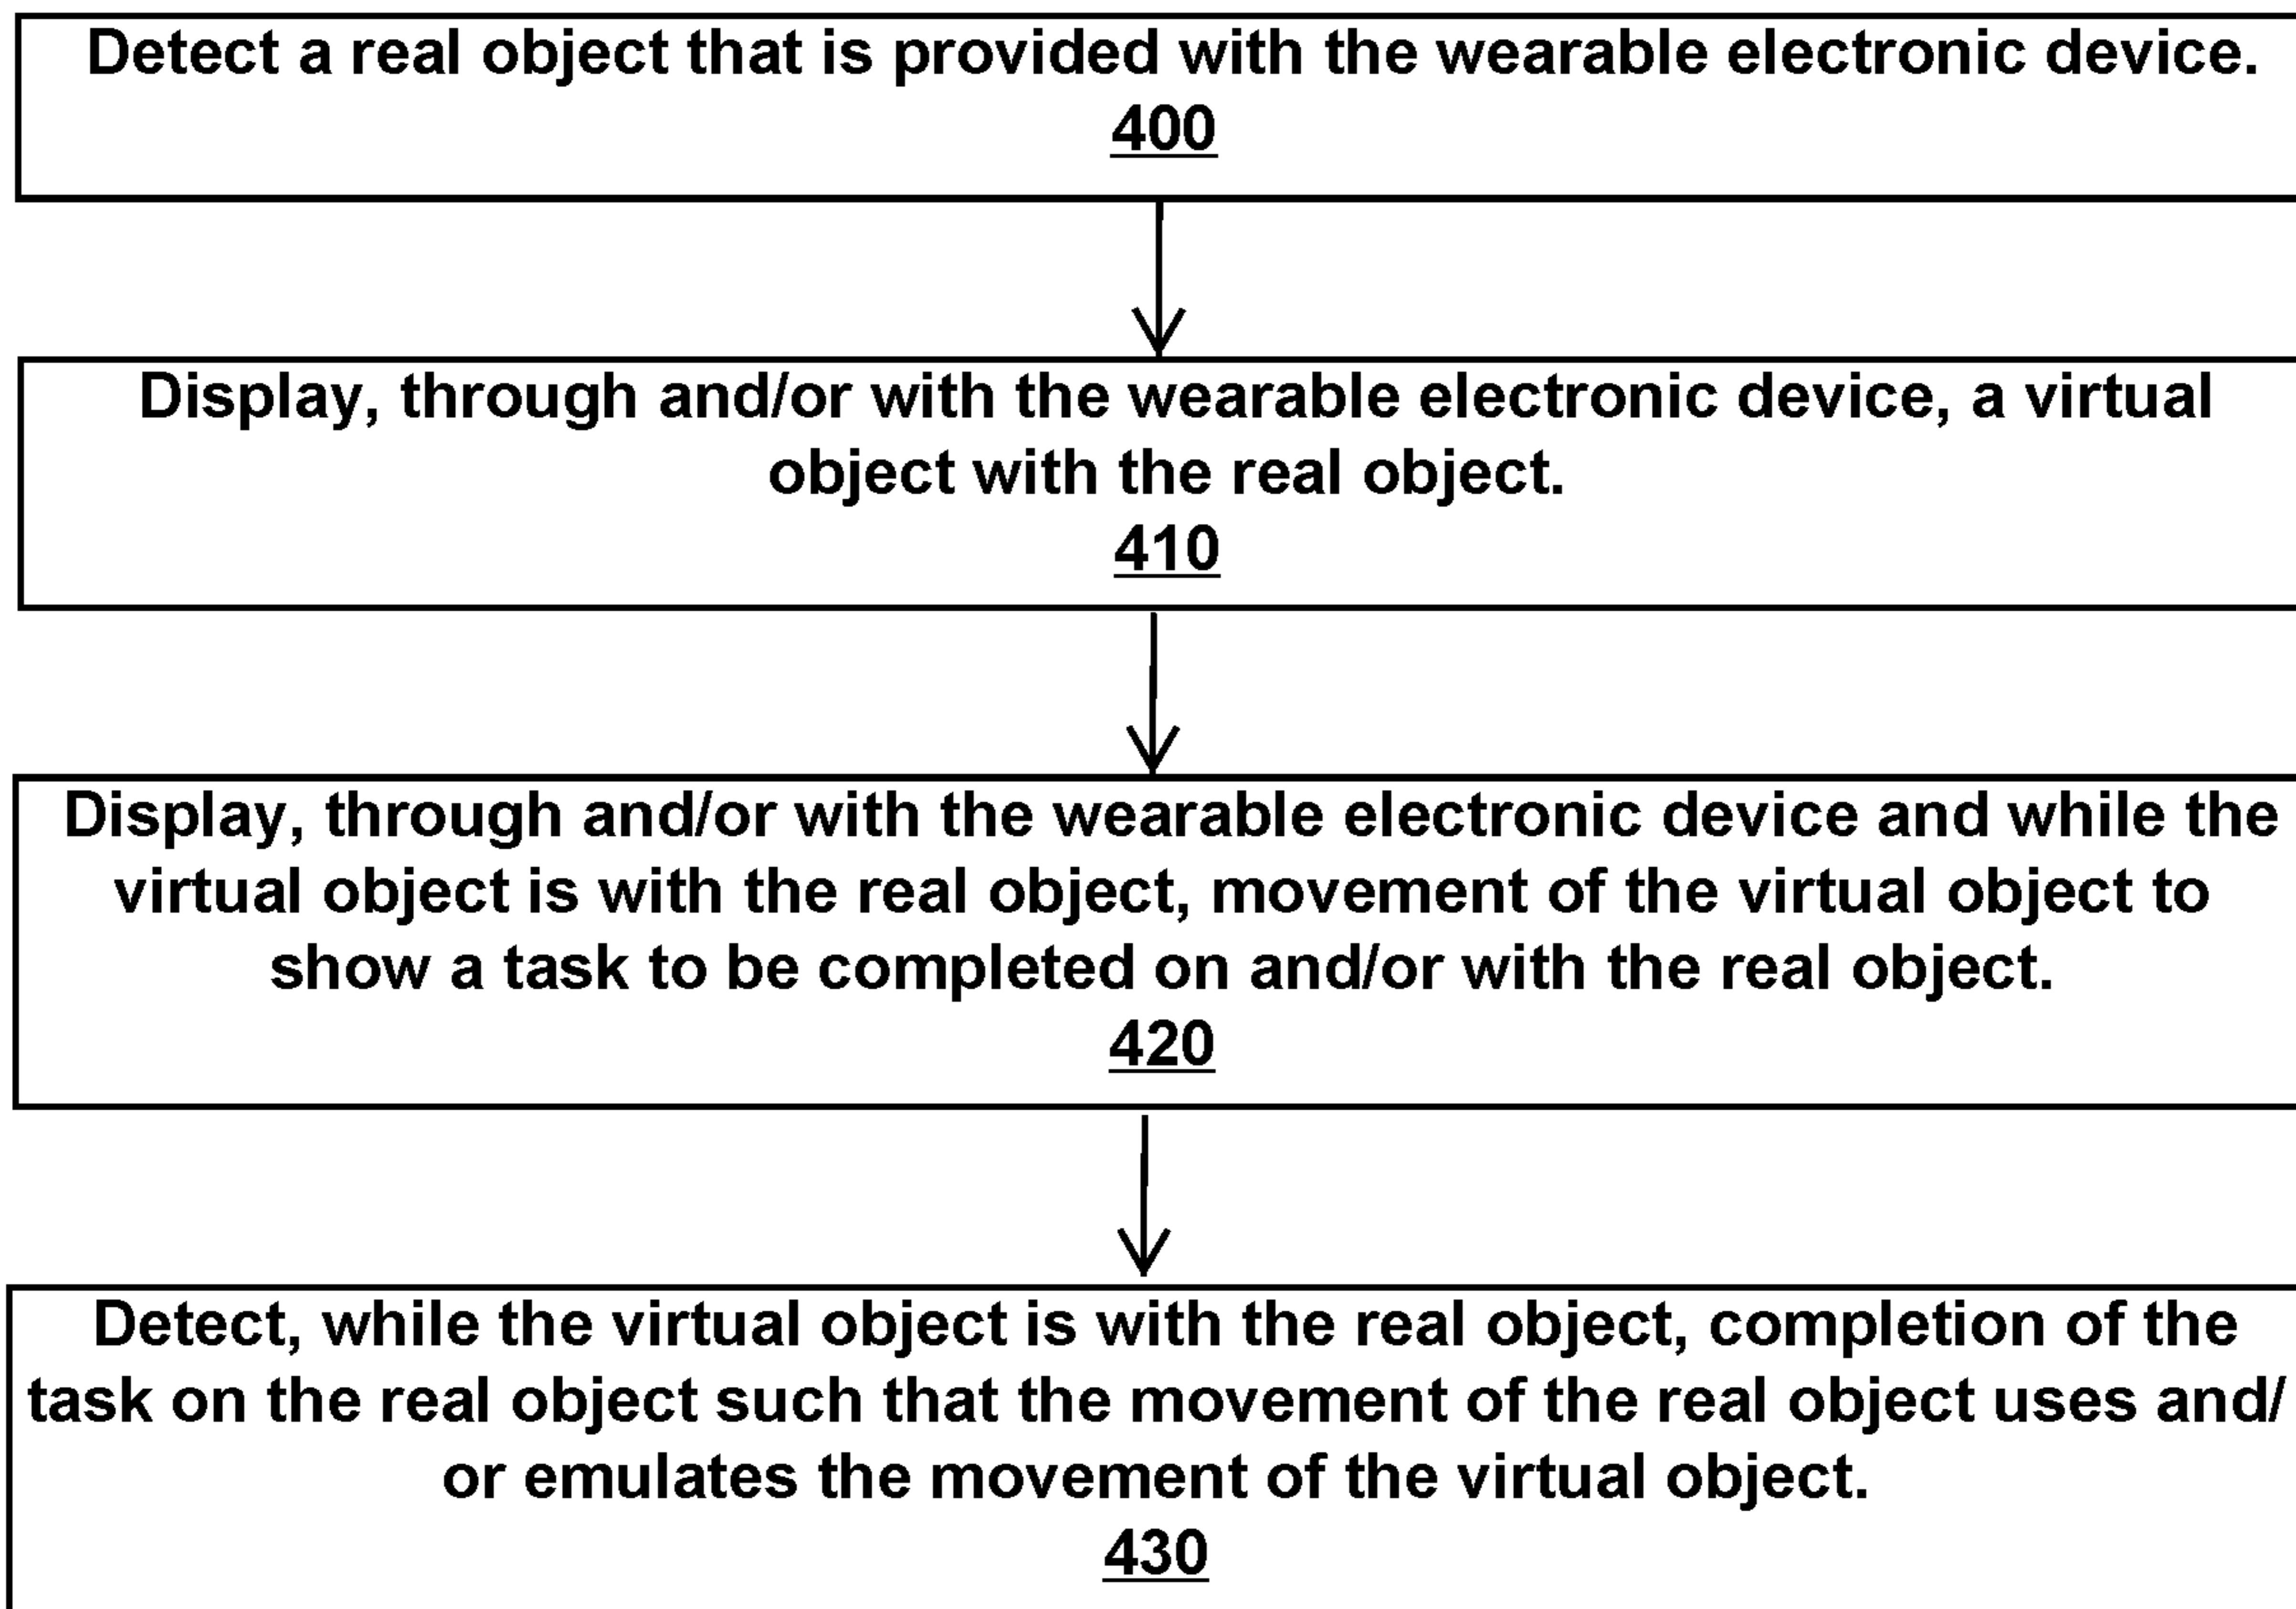 Detect a real object that is provided with the wearable electronic device.
400
Display, through and/or with the wearable electronic device, a virtual
object with the real object.
410
Display, through and/or with the wearable electronic device and while the
virtual object is with the real object, movement of the virtual object to
show a task to be completed on and/or with the real object.
420
Detect, while the virtual object is with the real object, completion of the
task on the real object such that the movement of the real object uses and/
or emulates the movement of the virtual object.
430